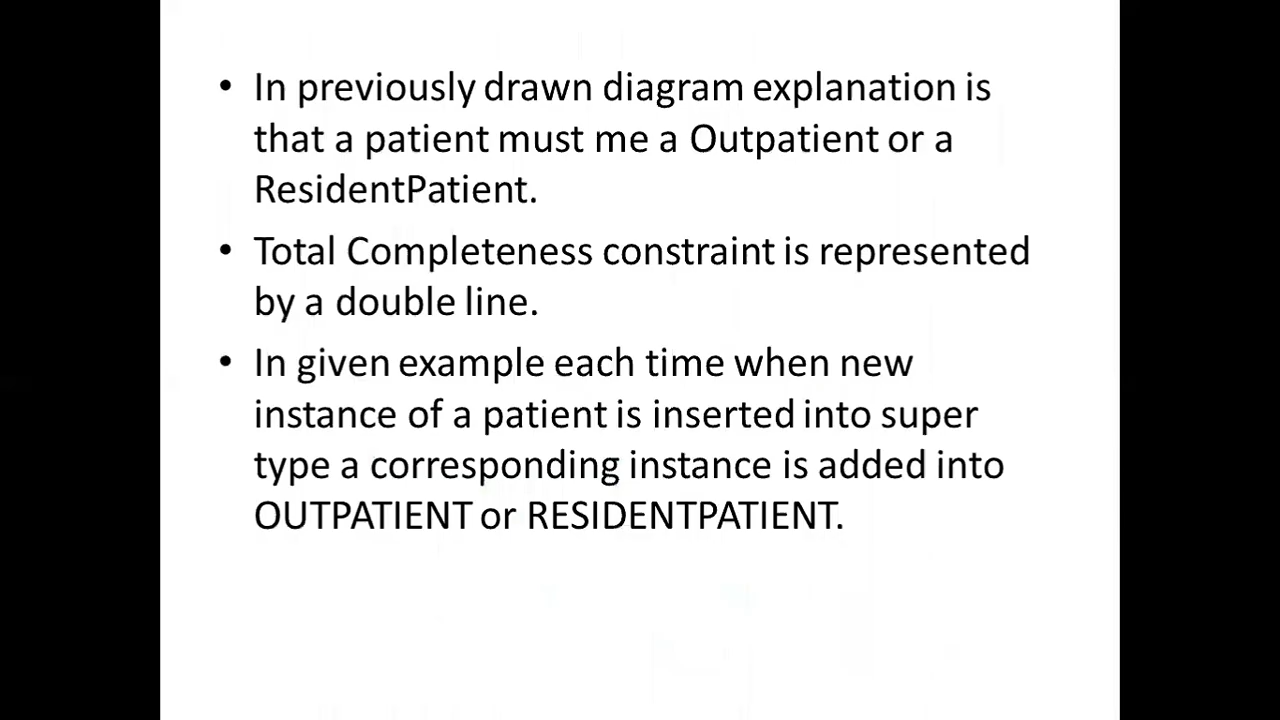 • In previously drawn diagram explanation is
that a patient must me a Outpatient or a
ResidentPatient.
• Total Completeness constraint is represented
by a double line.
• In given example each time when new
instance of a patient is inserted into super
type a corresponding instance is added into
OUTPATIENT or RESIDENTPATIENT.